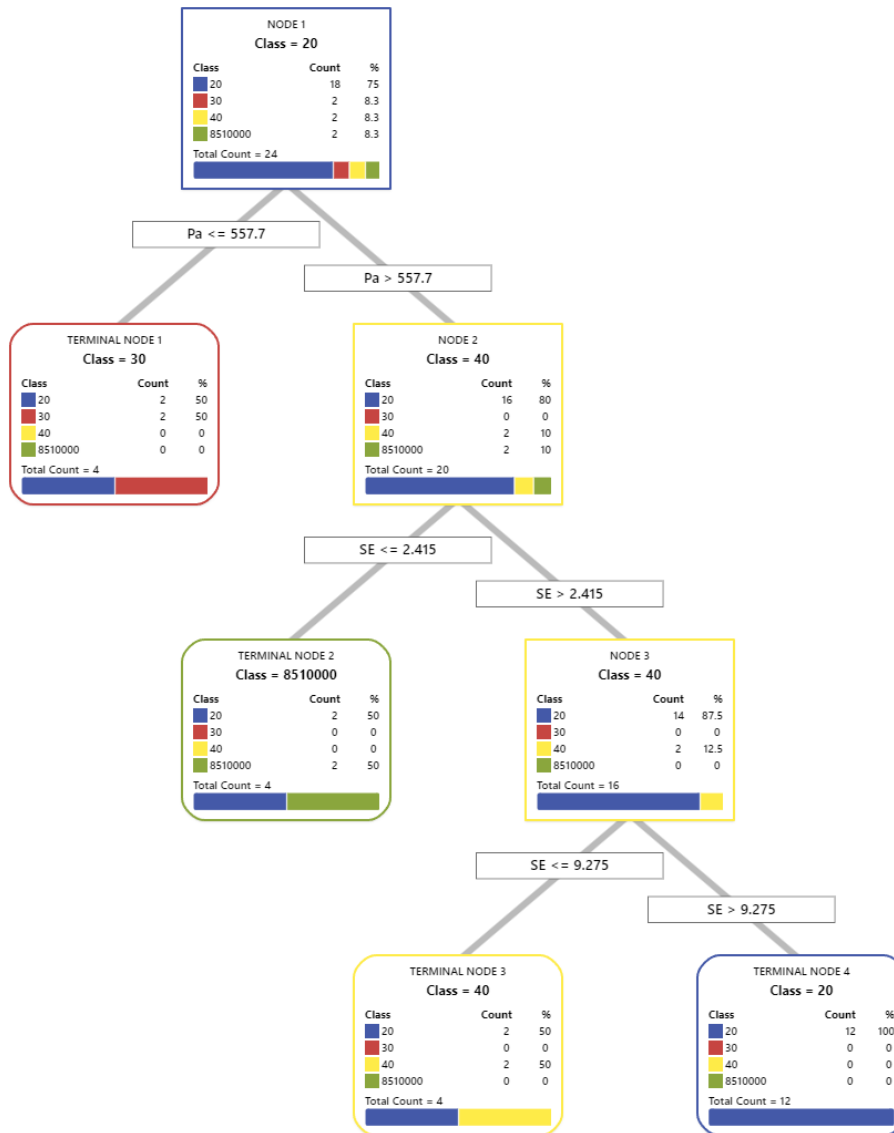 NODE 1
Class = 20
Class Count %
20 18 75
30 2 8.3
40 2 8.3
8510000 2 8.3
Total Count = 24
Pa <= 557.7
Pa > 557.7
TERMINAL NODE 1
Class = 30
Class Count %
20 2 50
30 2 50
40 0 0
8510000 0 0
Total Count = 4
NODE 2
Class = 40
Class Count %
20 16 80
30 0 0
40 2 10
8510000 2 10
Total Count = 20
SE <= 2.415
SE > 2.415
TERMINAL NODE 2
Class = 8510000
Class Count %
20 2 50
30 0 0
40 0 0
8510000 2 50
Total Count = 4
NODE 3
Class = 40
Class Count %
20 14 87.5
30 0 0
40 2 12.5
8510000 0 0
Total Count = 16
SE <= 9.275
SE > 9.275
TERMINAL NODE 3
Class = 40
Class Count %
20 2 50
30 0 0
40 2 50
8510000 0 0
Total Count = 4
TERMINAL NODE 4
Class = 20
Class Count %
20 12 100
30 0 0
40 0 0
8510000 0 0
Total Count = 12